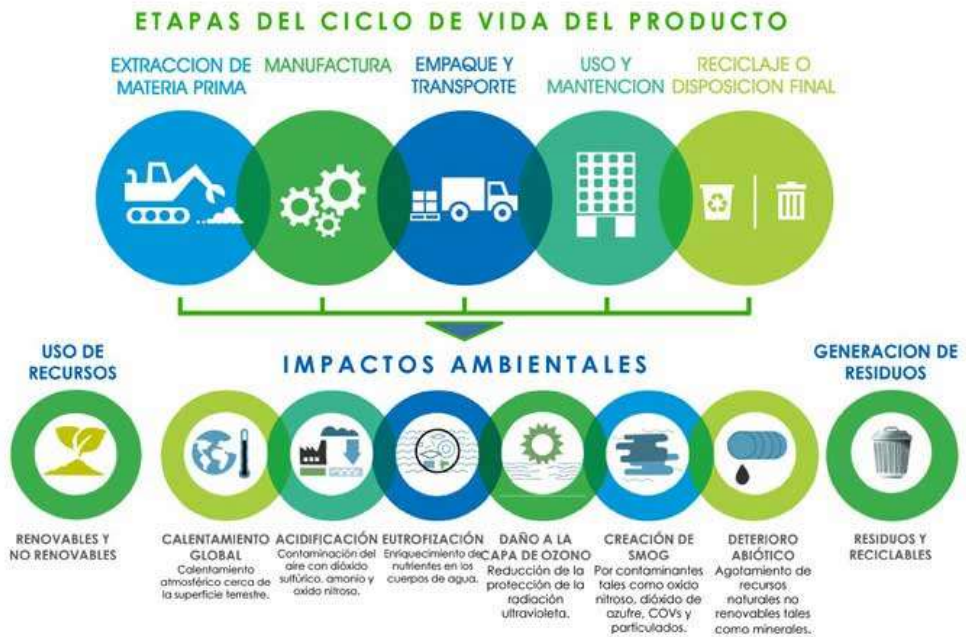 ETAPAS DEL CICLO DE VIDA DEL PRODUCTO
EXTRACCION DE
MATERIA PRIMA
MANUFACTURA
EMPAQUE Y
TRANSPORTE
USO Y
MANTENCION
RECICLAJE O
DISPOSICION FINAL
USO DE
RECURSOS
IMPACTOS AMBIENTALES
GENERACION DE
RESIDUOS
RENOVABLES Y
NO RENOVABLES
CALENTAMIENTO
GLOBAL
Calentamiento
atmosférico cerca de
la superficie terrestre.
ACIDIFICACIÓN
Contaminación del
aire con dióxido
sulfúrico, amonio y
oxido nitroso.
EUTROFIZACIÓN
Enriquecimiento de
nutrientes en los
cuerpos de agua.
DAÑO A LA
CAPA DE OZONO
Reducción de la
protección de la
radiación
ultravioleta.
CREACIÓN DE
SMOG
Por contaminantes
tales como oxido
nitroso, dióxido de
azufre, COVs y
particulados.
DETERIORO
ABIÓTICO
Agotamiento de
recursos
naturales no
renovables tales
como minerales.
RESIDUOS Y
RECICLABLES